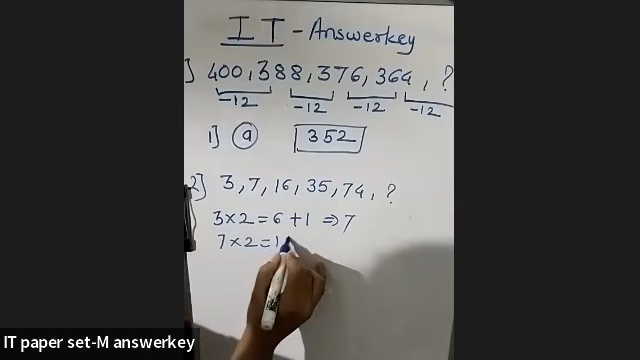 IT - Answerkey
1] 400, 388, 376, 364, ?
-12 -12 -12 -12
1] (a) 352
2] 3, 7, 16, 35, 74, ?
3×2=6+1 ⇒7
7×2=1
IT paper set-M answerkey